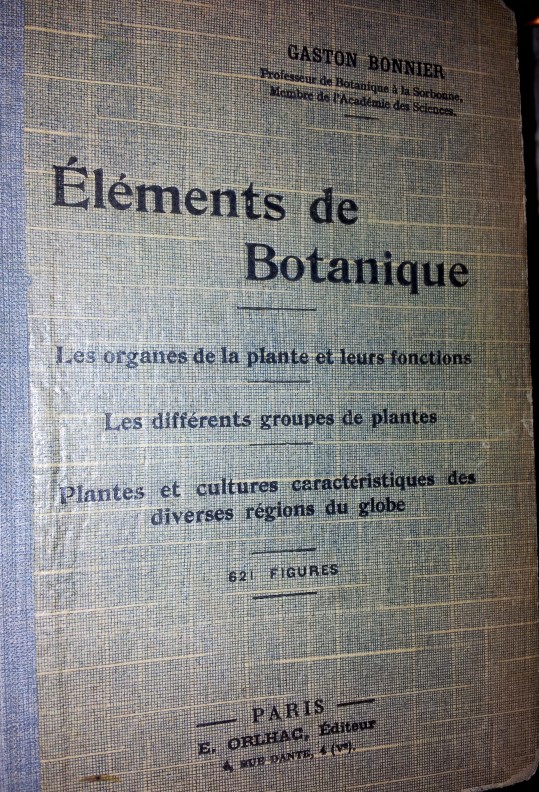 GASTON BONNIER
Professeur de Botanique à la Sorbonne,
Membre de l'Académie des Sciences.
Éléments de
Botanique
Les organes de la plante et leurs fonctions
Les différents groupes de plantes
Plantes et cultures caractéristiques des
diverses régions du globe
621 FIGURES
PARIS
E. ORLHAC, Éditeur
4, RUE DANTE, 4 (Vᵉ).